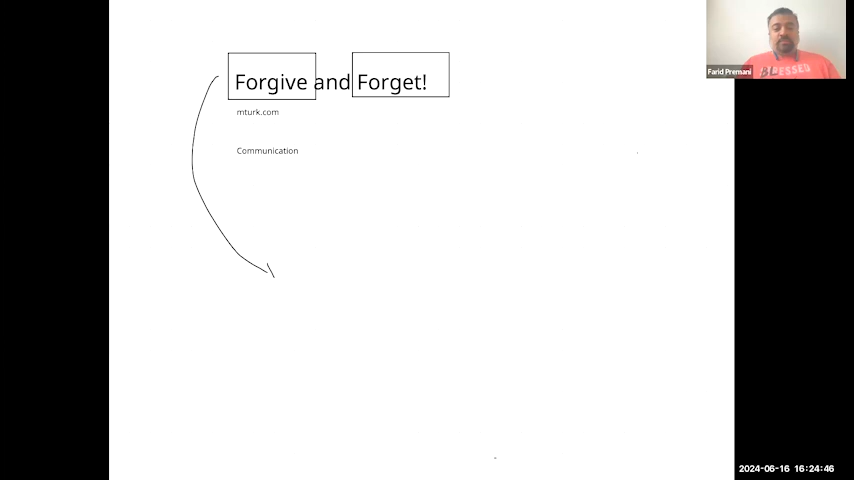 Forgive and Forget!
mturk.com
Communication
Farid Premani
BLESSED
2024-06-16 16:24:46